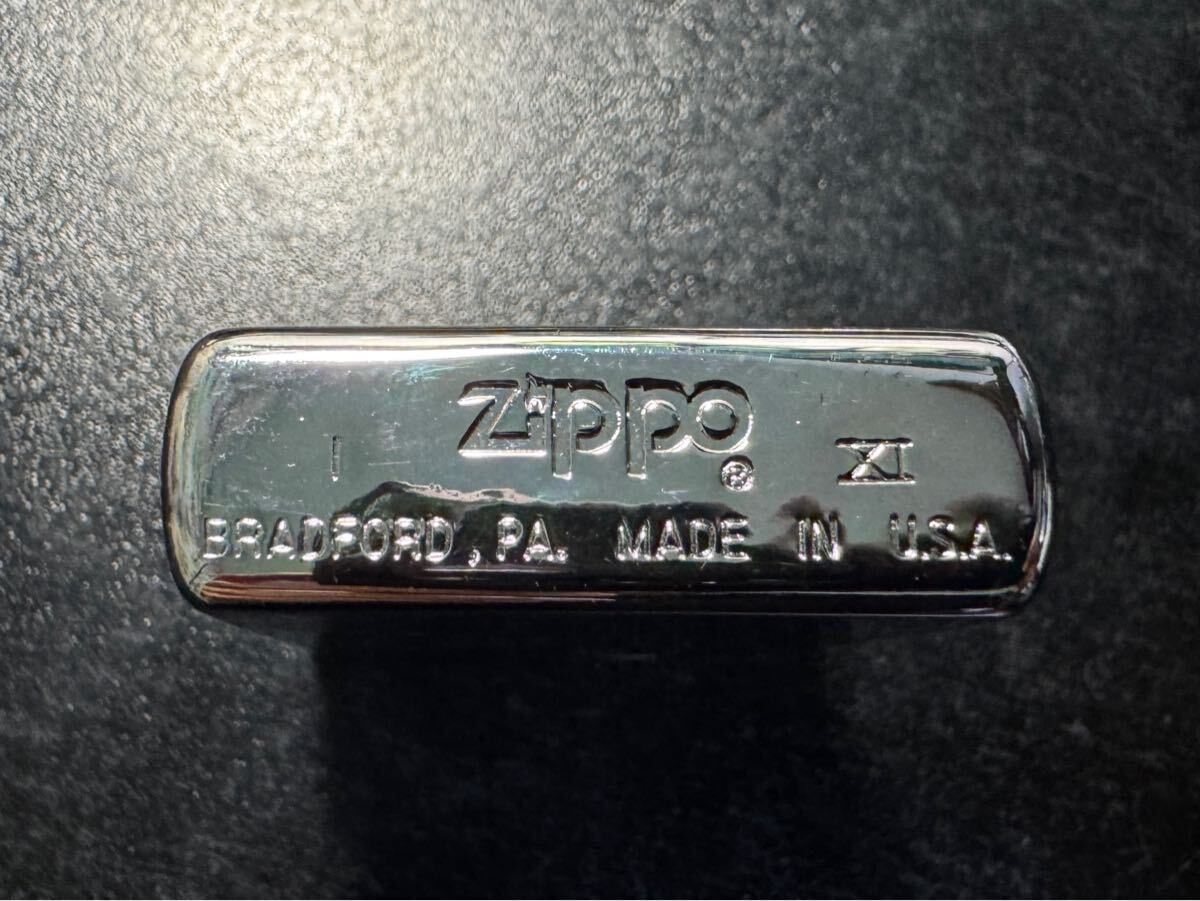 I Zippo® XI
BRADFORD, PA. MADE IN U.S.A.